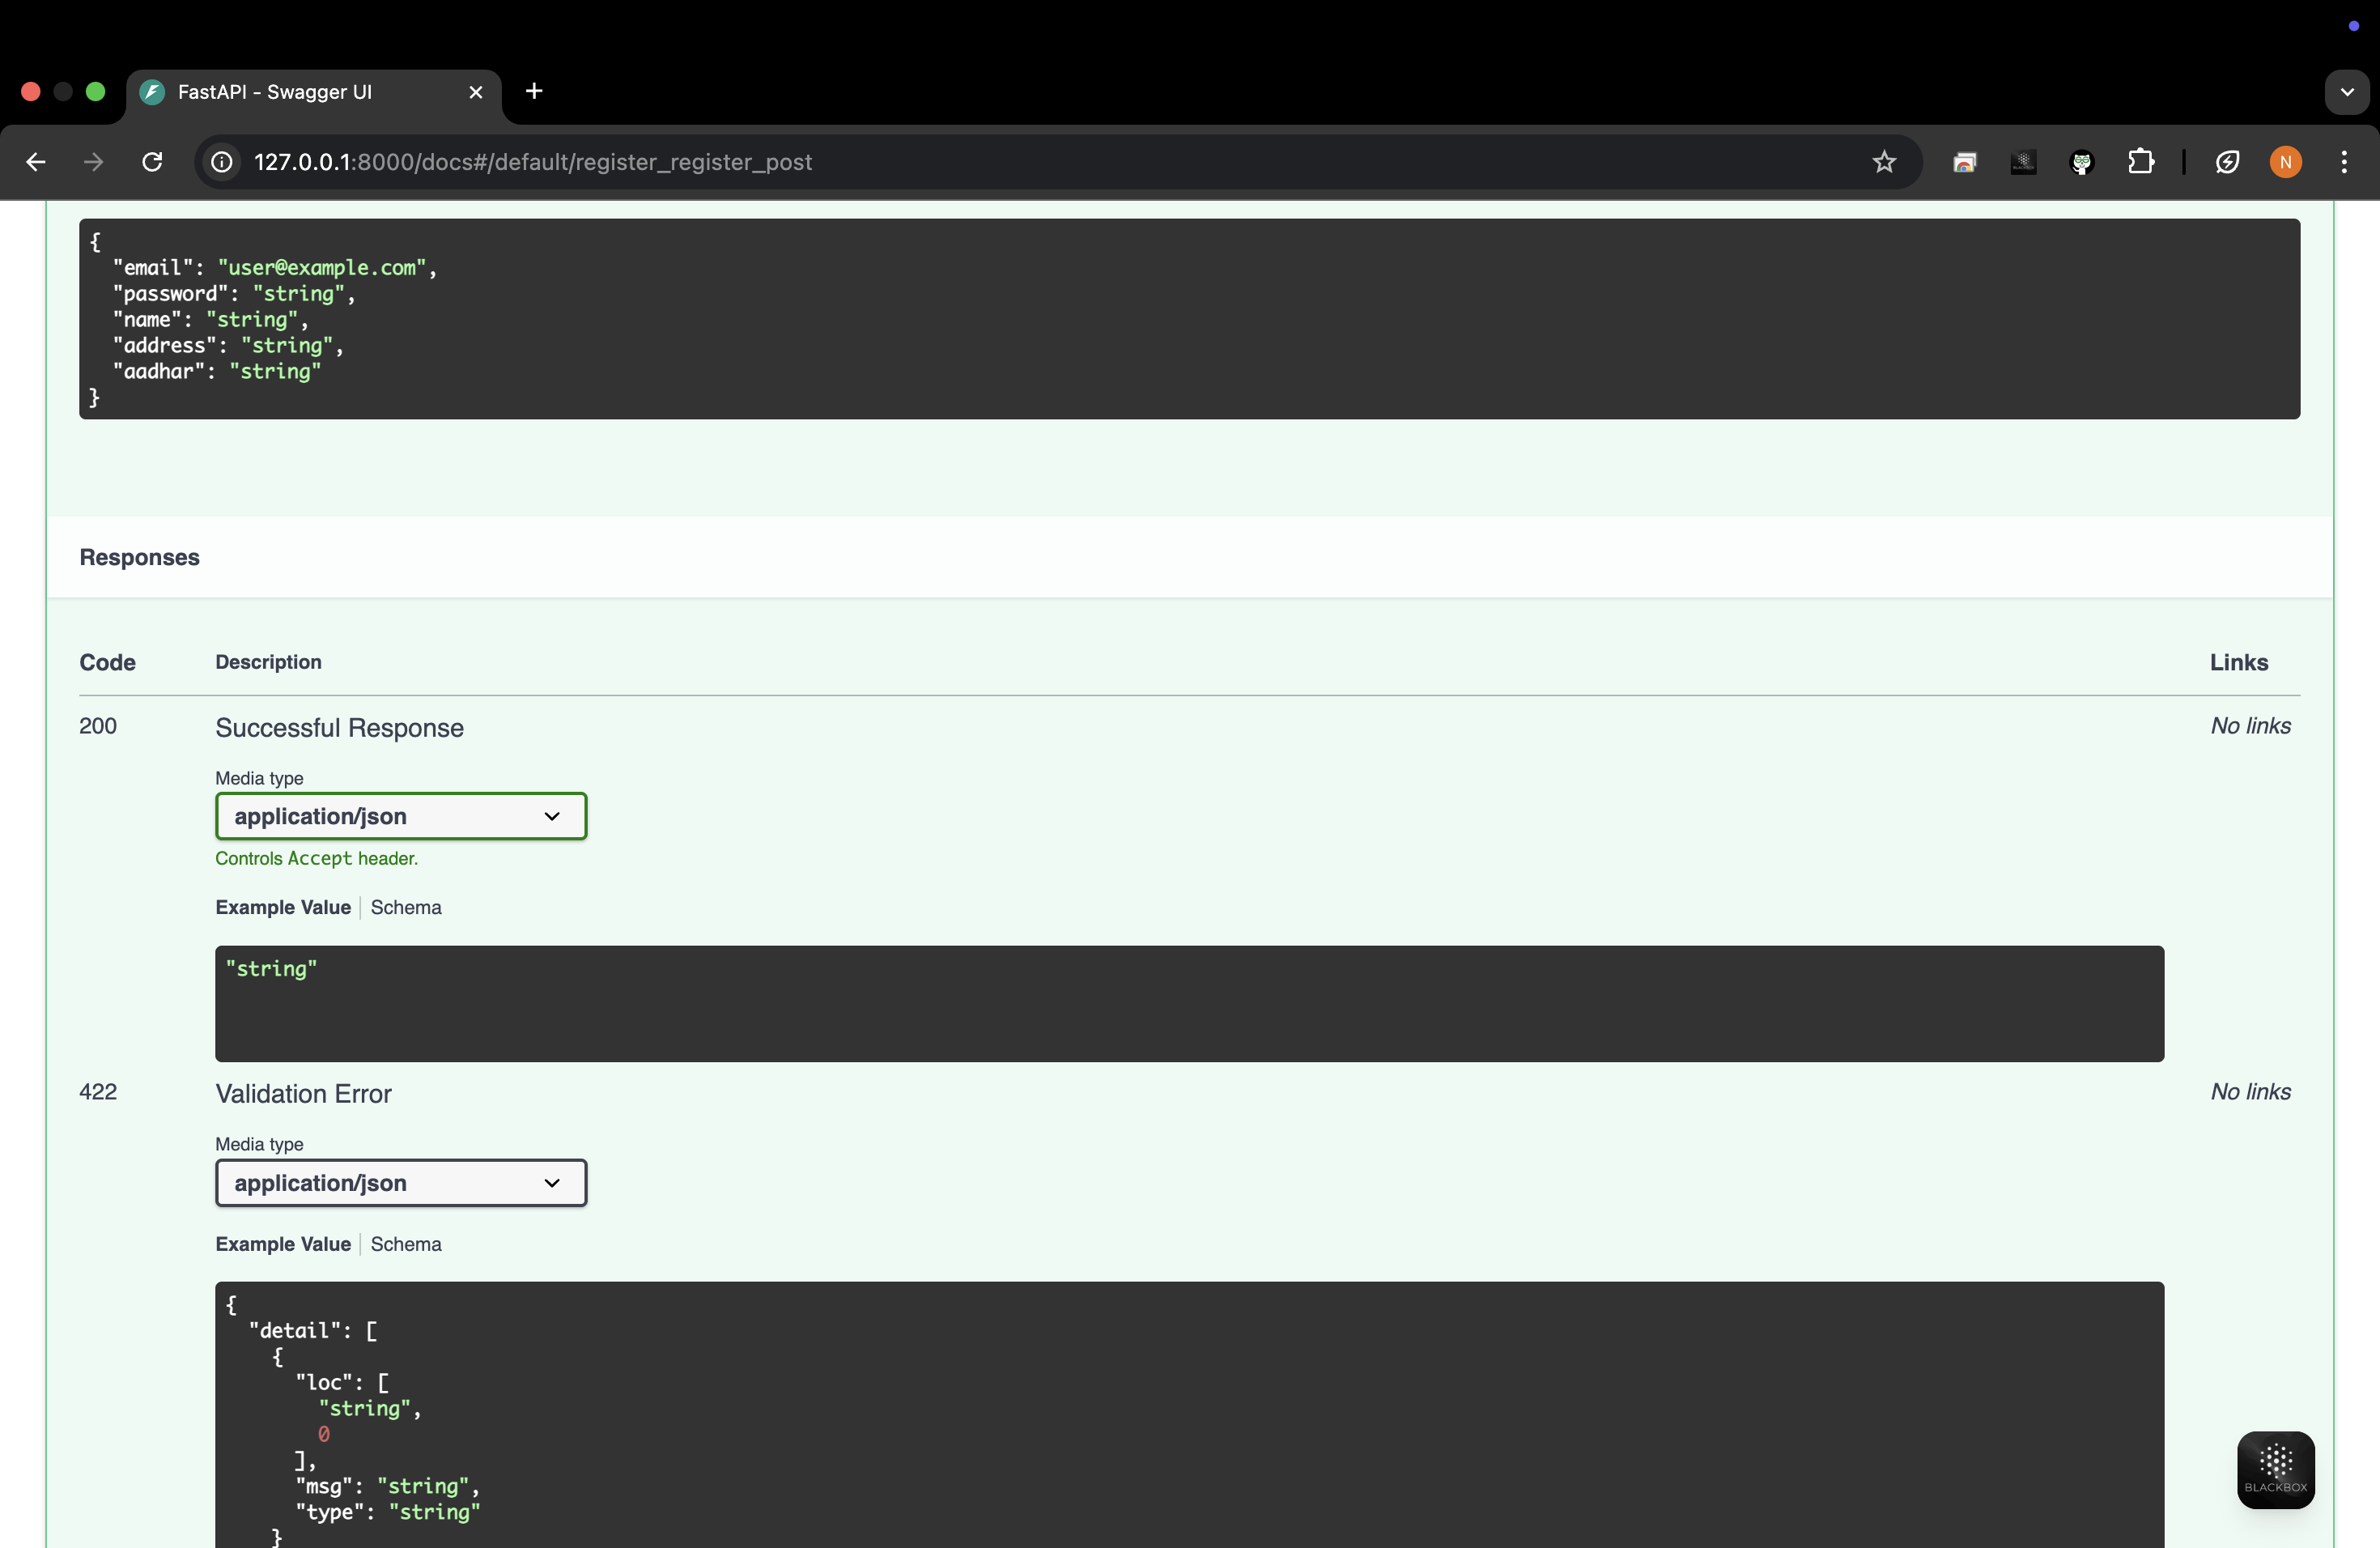 FastAPI - Swagger UI
127.0.0.1:8000/docs#/default/register_register_post
N
{
  "email": "user@example.com",
  "password": "string",
  "name": "string",
  "address": "string",
  "aadhar": "string"
}
Responses
Code Description Links
200 Successful Response No links
Media type
application/json
Controls Accept header.
Example Value Schema
"string"
422 Validation Error No links
Media type
application/json
Example Value Schema
{
  "detail": [
    {
      "loc": [
        "string",
        0
      ],
      "msg": "string",
      "type": "string"
    }
BLACKBOX